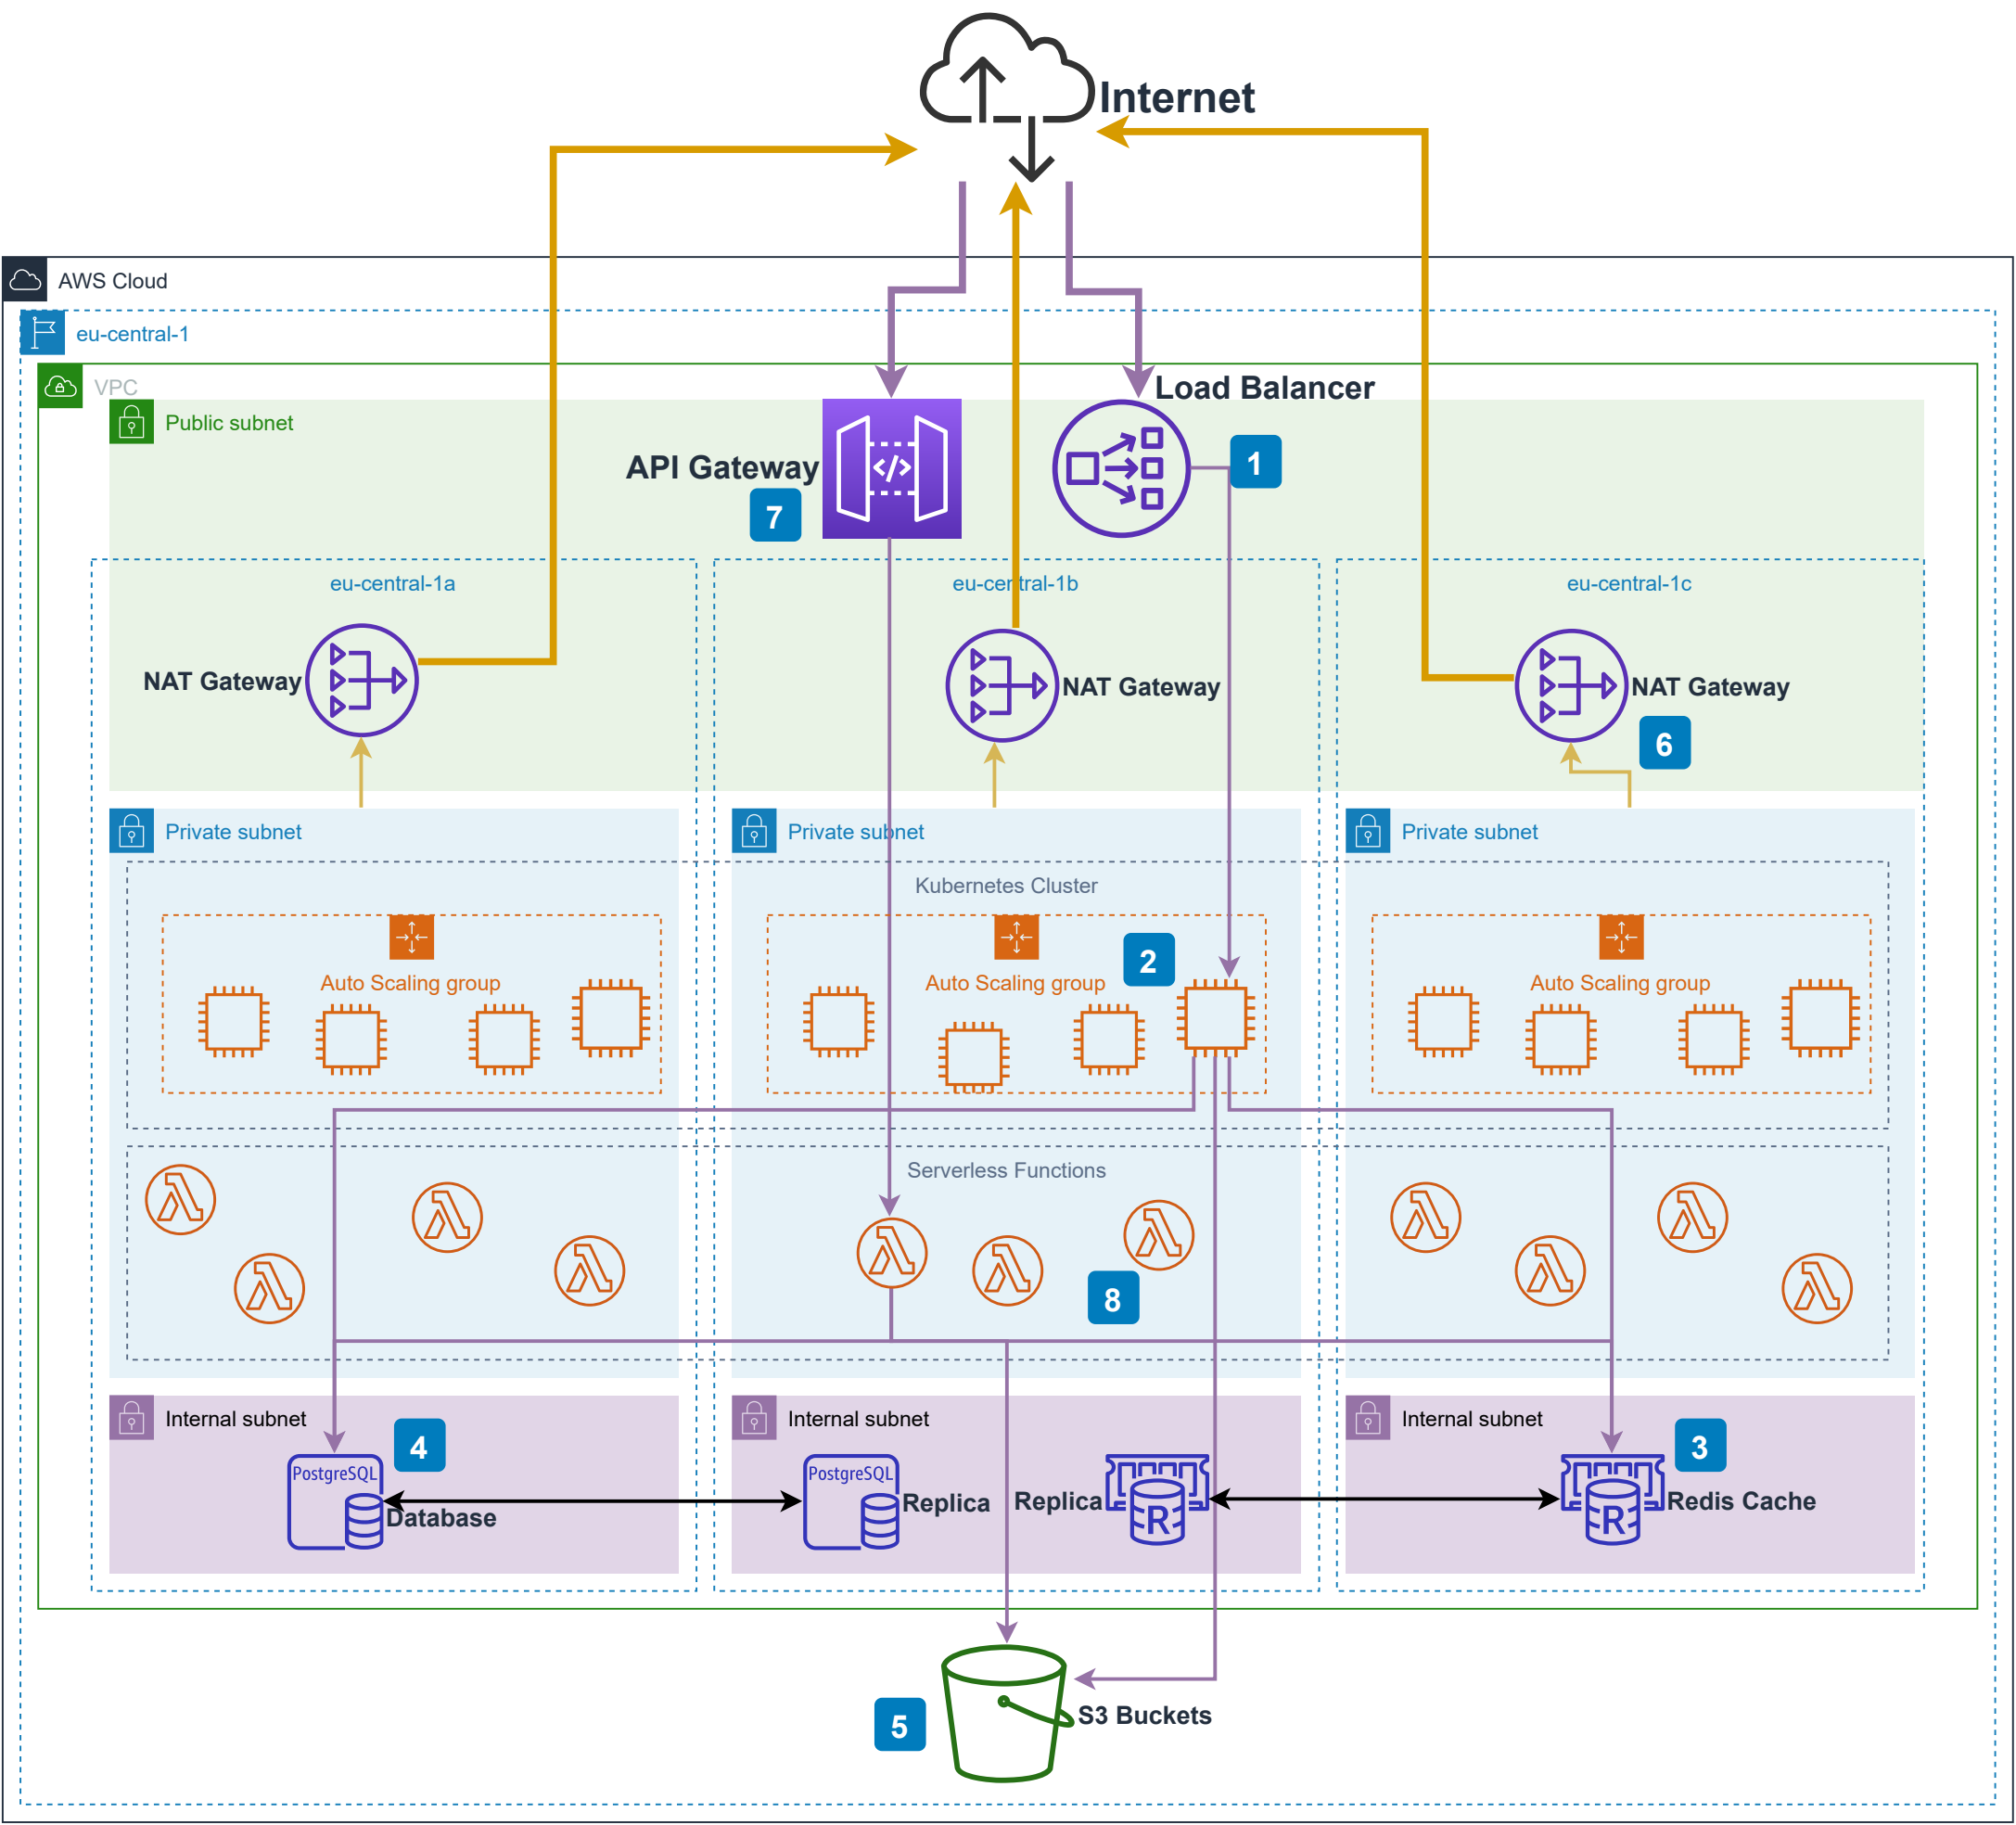 Internet
AWS Cloud
eu-central-1
VPC
Public subnet
Load Balancer
API Gateway
1
7
eu-central-1a
eu-central-1b
eu-central-1c
NAT Gateway
NAT Gateway
NAT Gateway
6
Private subnet
Private subnet
Private subnet
Kubernetes Cluster
2
Auto Scaling group
Auto Scaling group
Auto Scaling group
Serverless Functions
8
Internal subnet
Internal subnet
Internal subnet
4
3
PostgreSQL
Database
PostgreSQL
Replica
Replica
R
R
Redis Cache
5
S3 Buckets